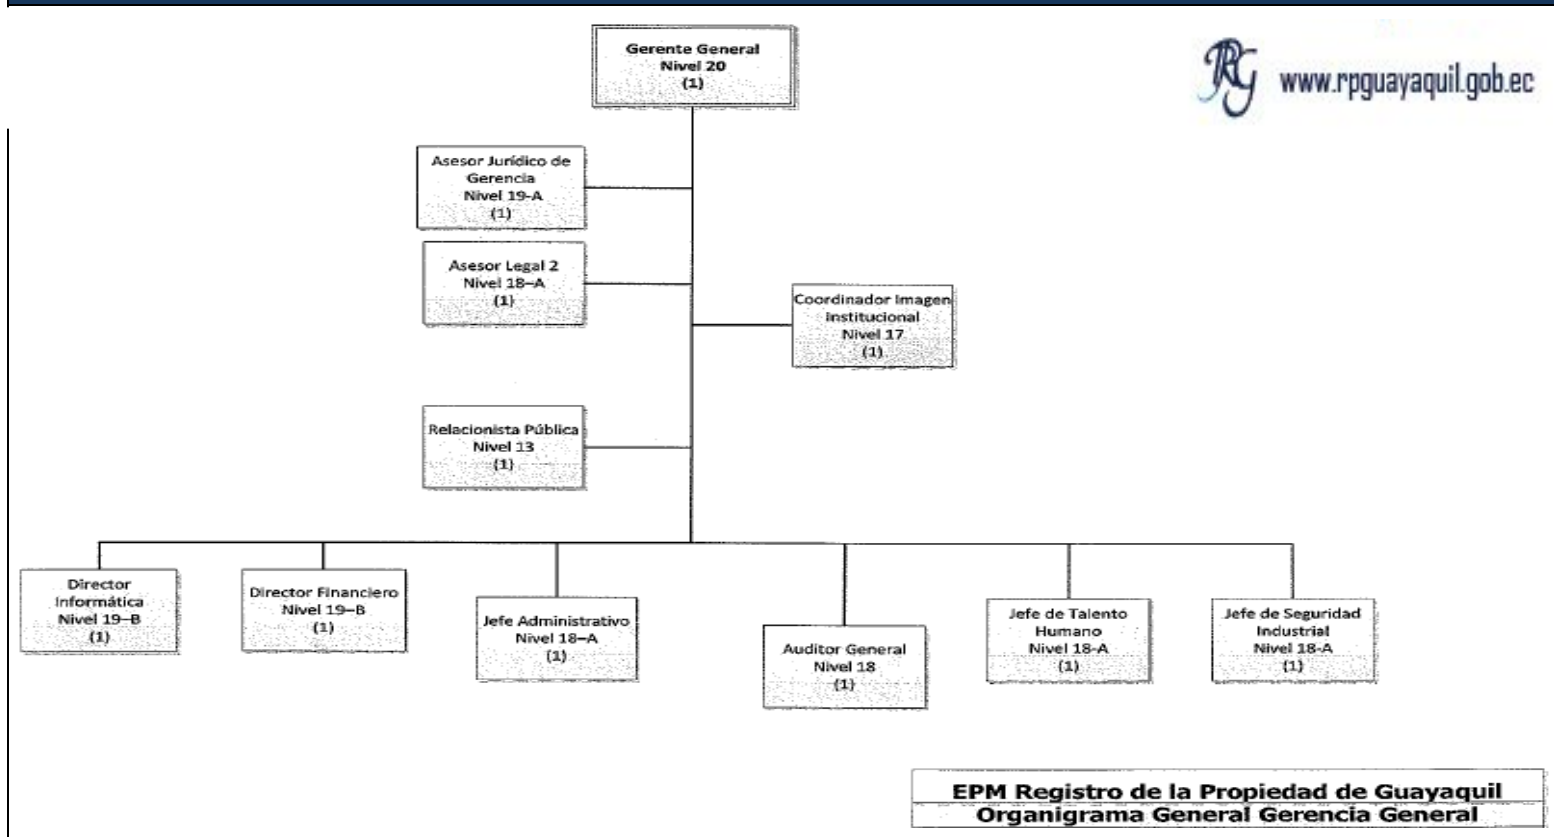 Gerente General
Nivel 20
(1)
RPG
www.rpguayaquil.gob.ec
Asesor Jurídico de
Gerencia
Nivel 19-A
(1)
Asesor Legal 2
Nivel 18–A
(1)
Coordinador Imagen
Institucional
Nivel 17
(1)
Relacionista Pública
Nivel 13
(1)
Director
Informática
Nivel 19–B
(1)
Director Financiero
Nivel 19–B
(1)
Jefe Administrativo
Nivel 18–A
(1)
Auditor General
Nivel 18
(1)
Jefe de Talento
Humano
Nivel 18-A
(1)
Jefe de Seguridad
Industrial
Nivel 18-A
(1)
EPM Registro de la Propiedad de Guayaquil
Organigrama General Gerencia General